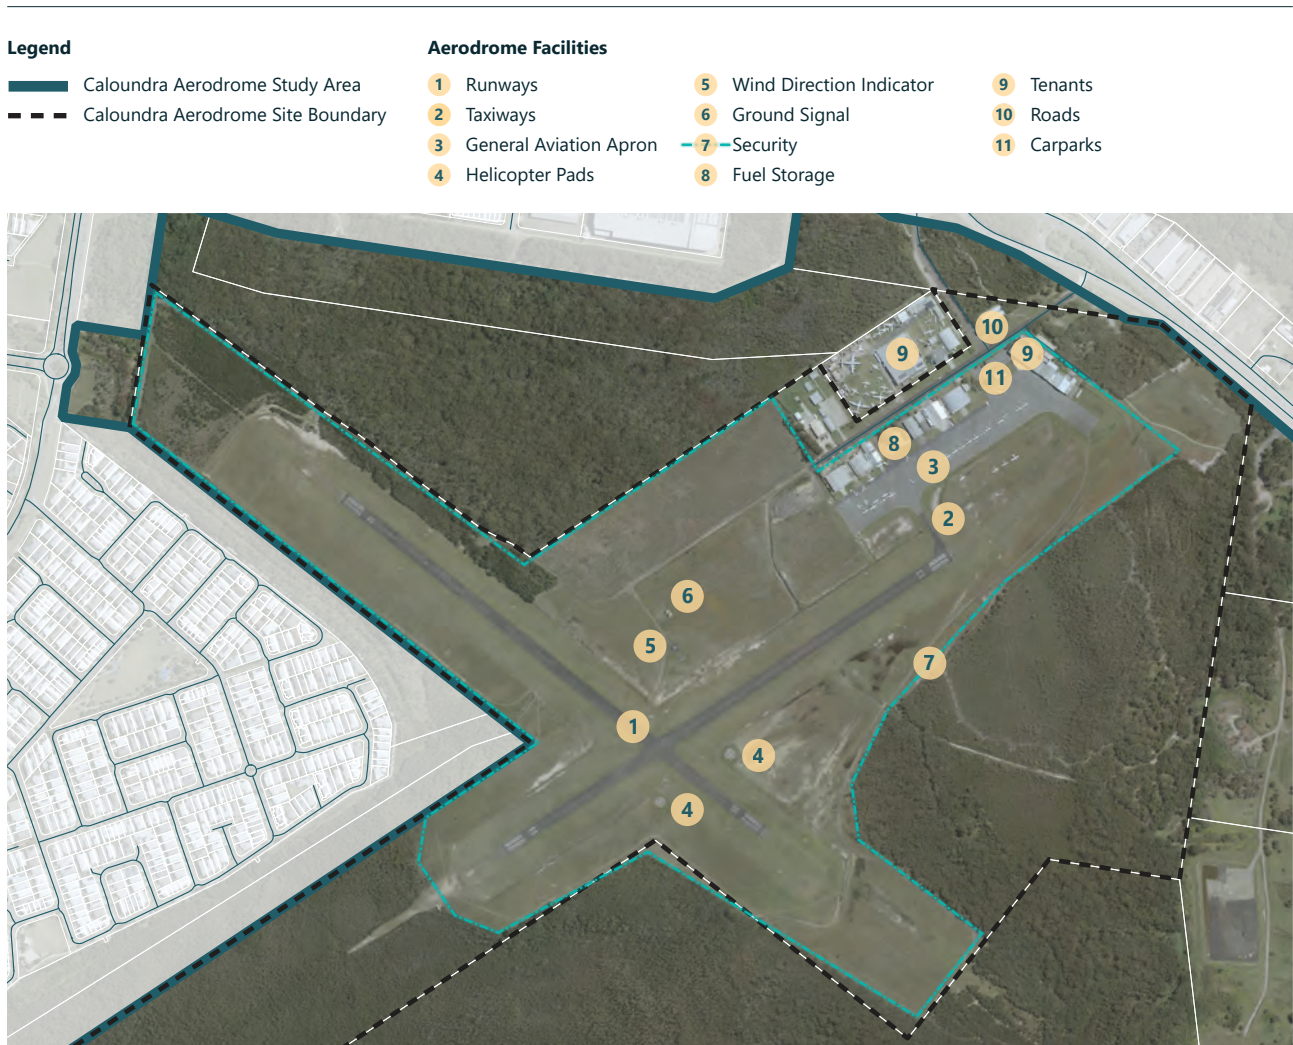 Legend
Caloundra Aerodrome Study Area
Caloundra Aerodrome Site Boundary
Aerodrome Facilities
1 Runways
2 Taxiways
3 General Aviation Apron
4 Helicopter Pads
5 Wind Direction Indicator
6 Ground Signal
7 Security
8 Fuel Storage
9 Tenants
10 Roads
11 Carparks
10
9
9
11
8
3
2
6
5
7
1
4
4